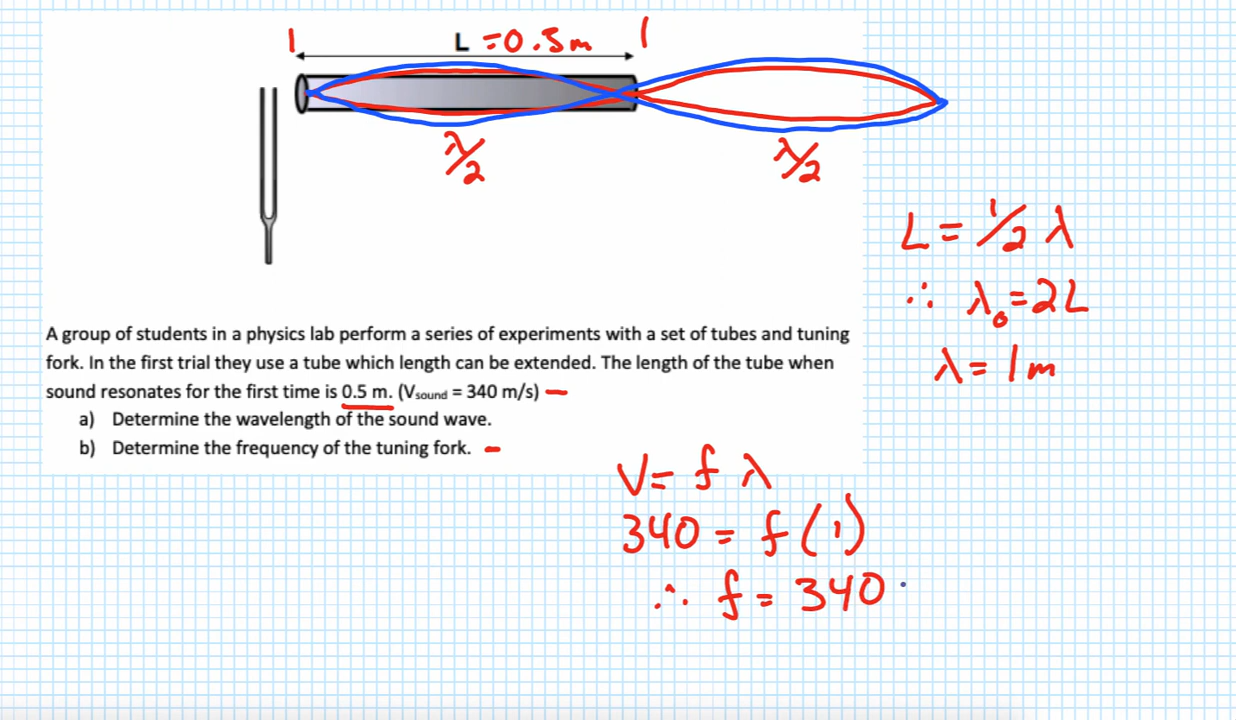 1 L = 0.5m 1
λ/2 λ/2
L = 1/2 λ
∴ λ₀ = 2L
λ = 1m
A group of students in a physics lab perform a series of experiments with a set of tubes and tuning
fork. In the first trial they use a tube which length can be extended. The length of the tube when
sound resonates for the first time is 0.5 m. (Vsound = 340 m/s) –
a) Determine the wavelength of the sound wave.
b) Determine the frequency of the tuning fork. –
V = f λ
340 = f (1)
∴ f = 340